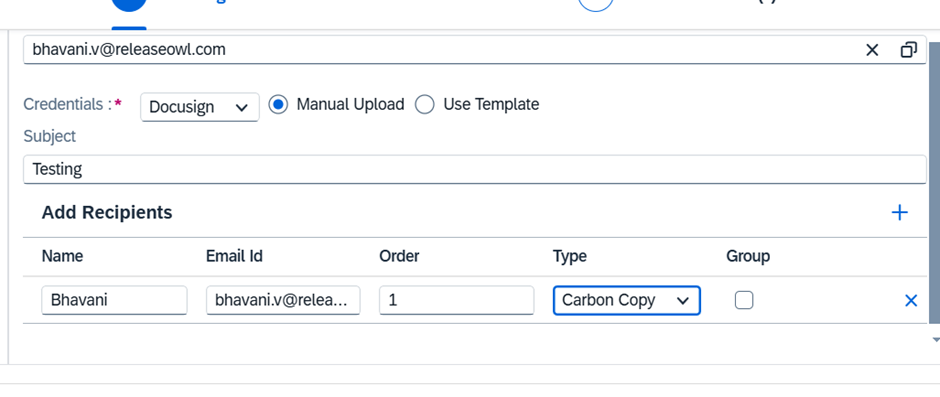 bhavani.v@releaseowl.com
Credentials :* Docusign Manual Upload Use Template
Subject
Testing
Add Recipients
Name Email Id Order Type Group
Bhavani bhavani.v@relea... 1 Carbon Copy